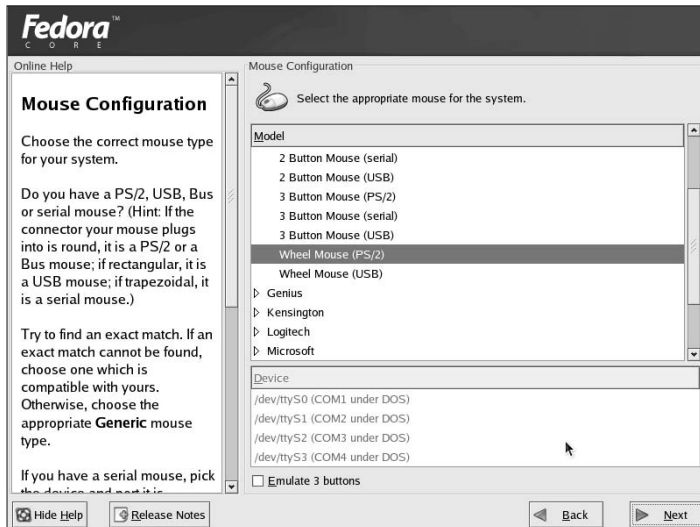 Fedora™
CORE
Online Help
Mouse Configuration
Choose the correct mouse type
for your system.
Do you have a PS/2, USB, Bus
or serial mouse? (Hint: If the
connector your mouse plugs
into is round, it is a PS/2 or a
Bus mouse; if rectangular, it is
a USB mouse; if trapezoidal, it
is a serial mouse.)
Try to find an exact match. If an
exact match cannot be found,
choose one which is
compatible with yours.
Otherwise, choose the
appropriate Generic mouse
type.
If you have a serial mouse, pick
the device and port it is
Mouse Configuration
Select the appropriate mouse for the system.
Model
2 Button Mouse (serial)
2 Button Mouse (USB)
3 Button Mouse (PS/2)
3 Button Mouse (serial)
3 Button Mouse (USB)
Wheel Mouse (PS/2)
Wheel Mouse (USB)
Genius
Kensington
Logitech
Microsoft
Device
/dev/ttyS0 (COM1 under DOS)
/dev/ttyS1 (COM2 under DOS)
/dev/ttyS2 (COM3 under DOS)
/dev/ttyS3 (COM4 under DOS)
Emulate 3 buttons
Hide Help
Release Notes
Back
Next